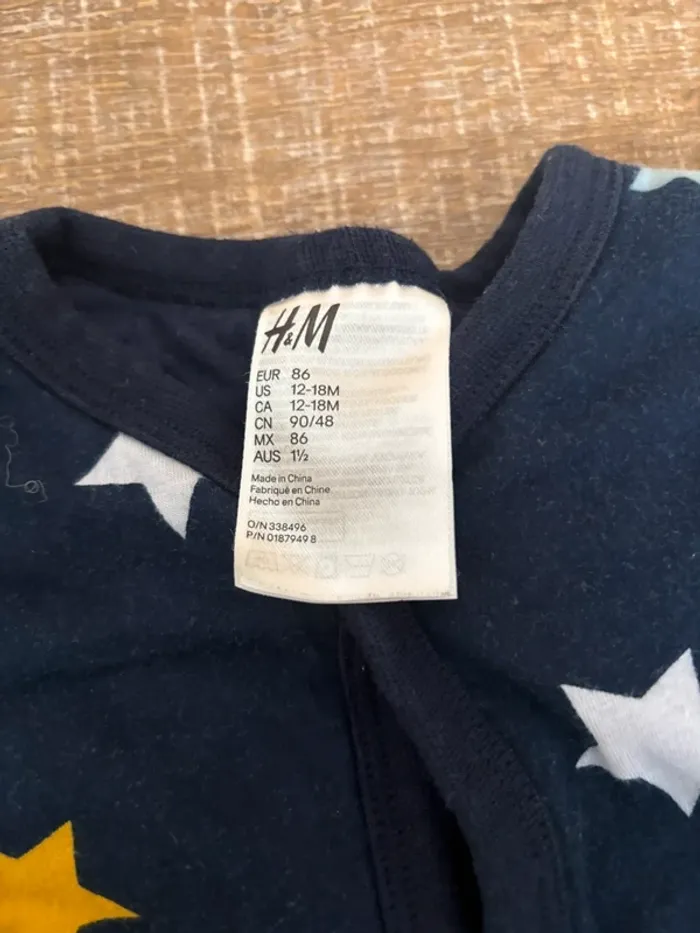 H&M
EUR 86
US 12-18M
CA 12-18M
CN 90/48
MX 86
AUS 1½
Made in China
Fabriqué en Chine
Hecho en China
O/N 338496
P/N 0187949 8